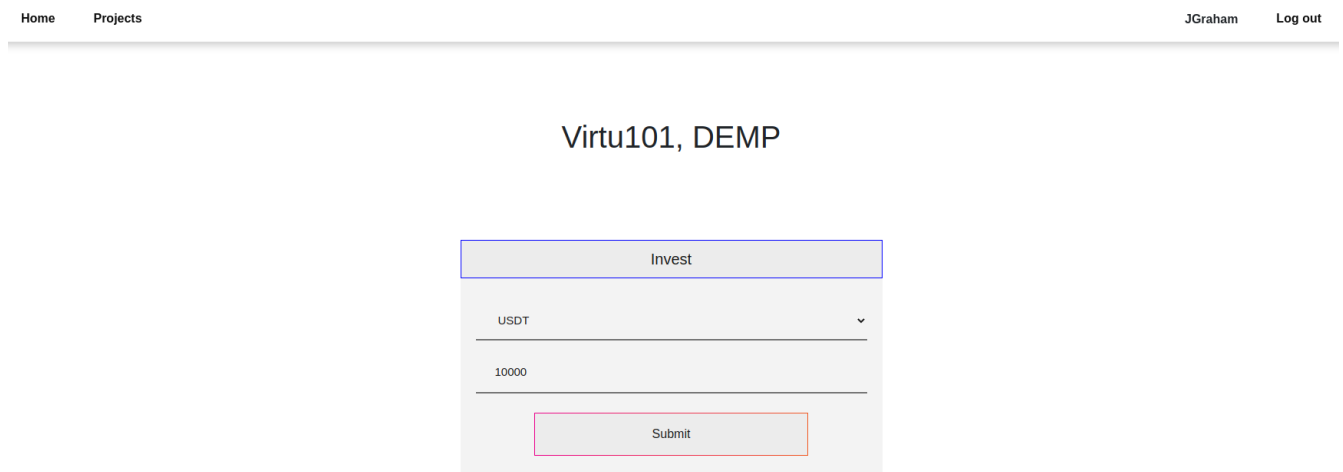 Home Projects JGraham Log out
Virtu101, DEMP
Invest
USDT
10000
Submit